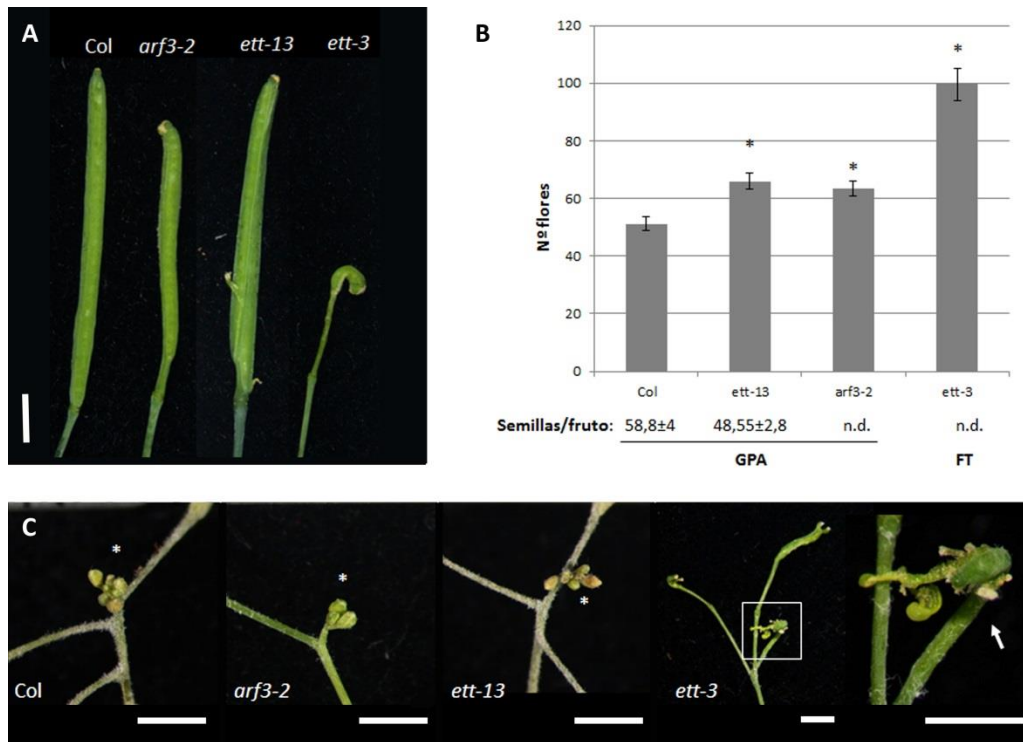 A
Col arf3-2 ett-13 ett-3
B
120
100
80
60
40
20
0
Nº flores
* * * *
Col ett-13 arf3-2 ett-3
Semillas/fruto: 58,8±4 48,55±2,8 n.d. n.d.
GPA FT
C
* * *
Col arf3-2 ett-13 ett-3